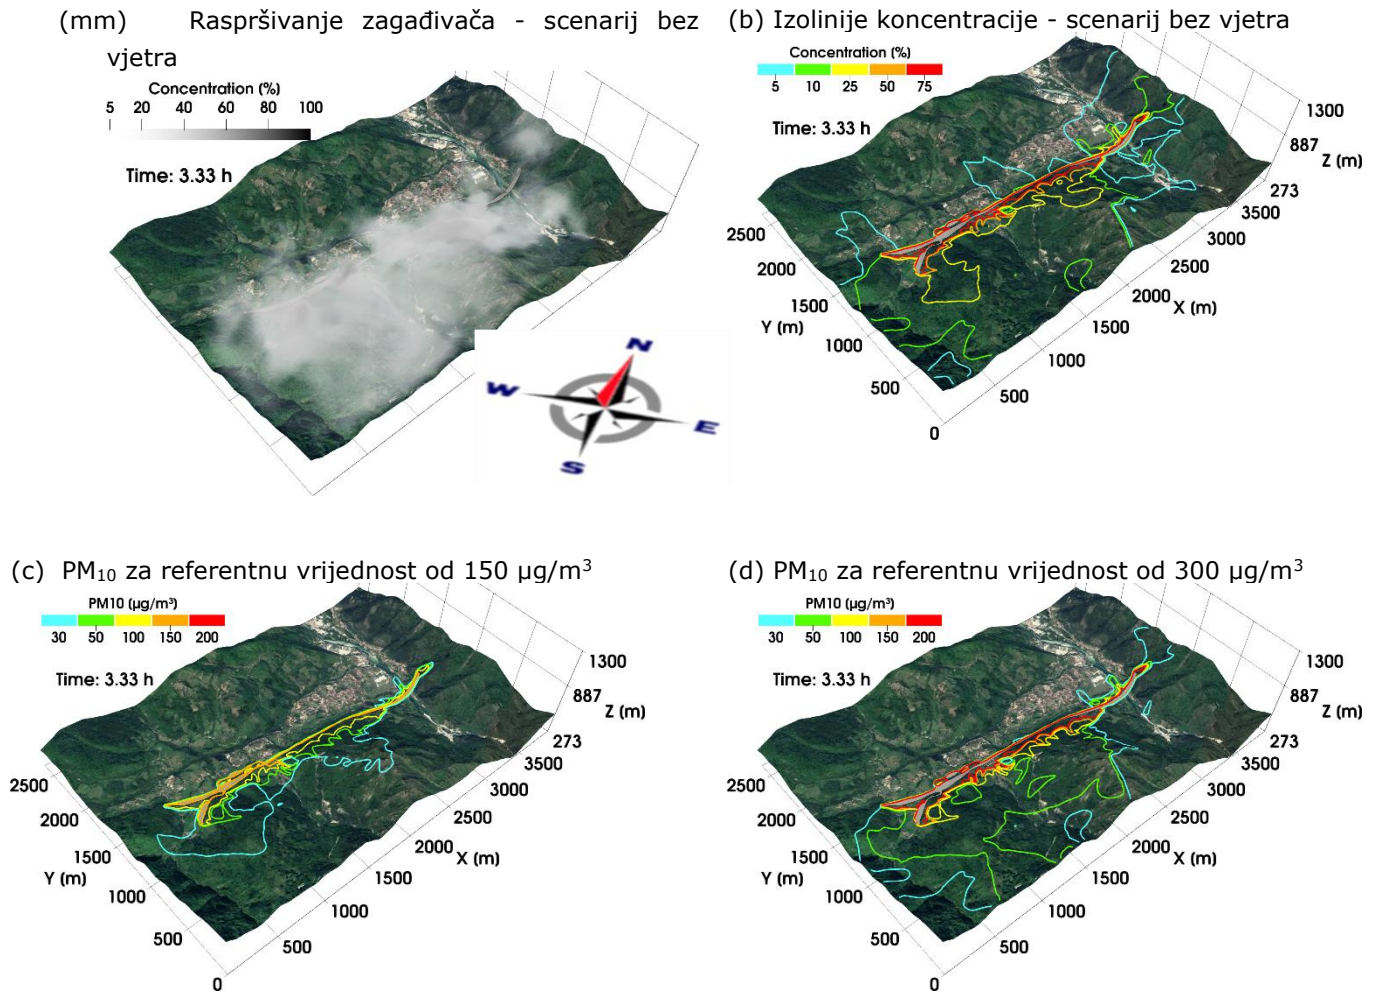 (mm) Raspršivanje zagađivača - scenarij bez
vjetra
Concentration (%)
5 20 40 60 80 100
Time: 3.33 h
N
W
E
S
(b) Izolinije koncentracije - scenarij bez vjetra
Concentration (%)
5 10 25 50 75
Time: 3.33 h
1300
887
Z (m)
273
3500
3000
2500
2000
X (m)
1500
1000
500
0
2500
2000
1500
Y (m)
1000
500
(c) PM10 za referentnu vrijednost od 150 µg/m³
PM10 (µg/m³)
30 50 100 150 200
Time: 3.33 h
1300
887
Z (m)
273
3500
3000
2500
2000
X (m)
1500
1000
500
0
2500
2000
1500
Y (m)
1000
500
(d) PM10 za referentnu vrijednost od 300 µg/m³
PM10 (µg/m³)
30 50 100 150 200
Time: 3.33 h
1300
887
Z (m)
273
3500
3000
2500
2000
X (m)
1500
1000
500
0
2500
2000
1500
Y (m)
1000
500